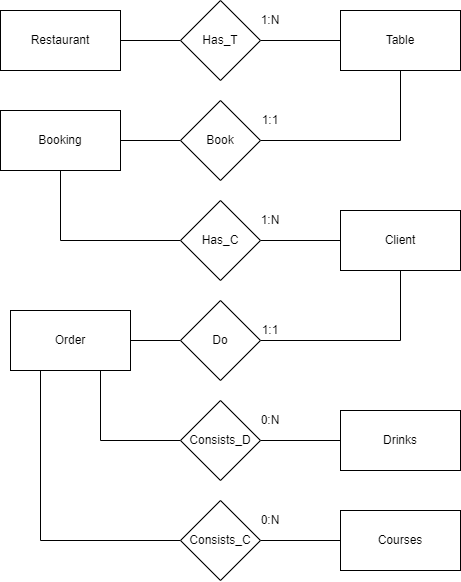 1:N
Restaurant
Has_T
Table
1:1
Booking
Book
1:N
Has_C
Client
1:1
Order
Do
0:N
Consists_D
Drinks
0:N
Consists_C
Courses